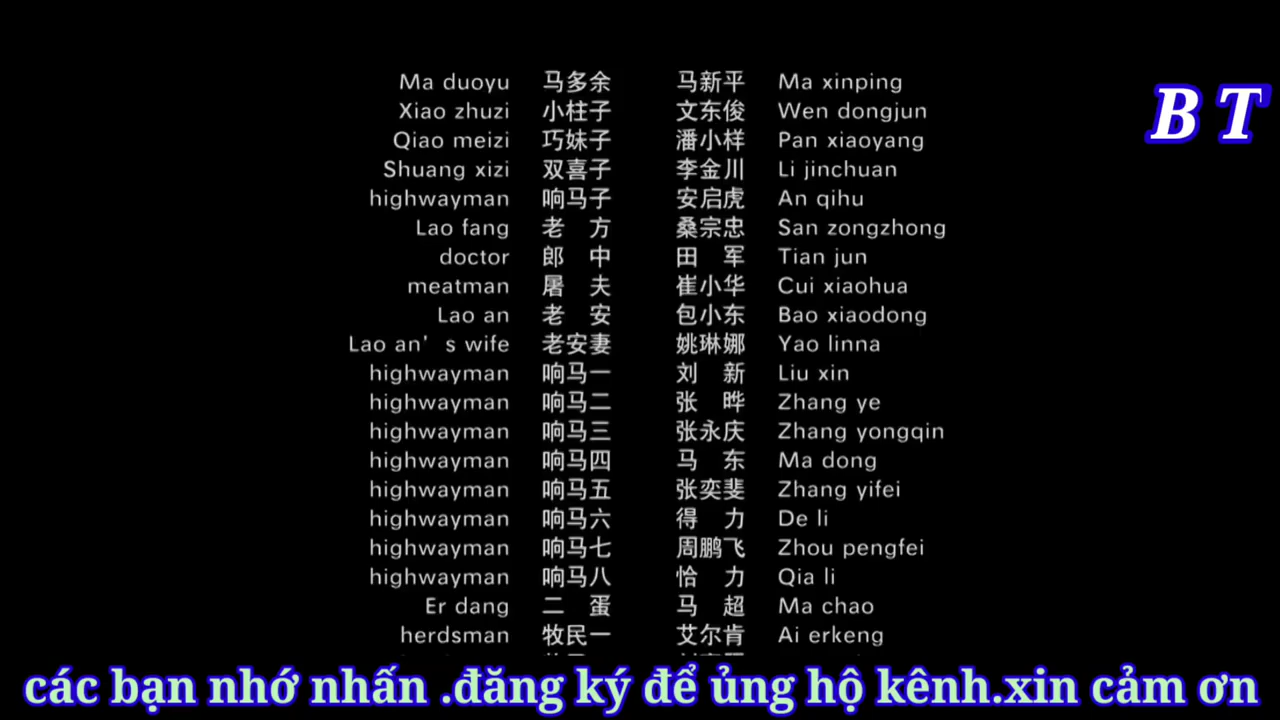 Ma duoyu 马多余 马新平 Ma xinping
B T
Xiao zhuzi 小柱子 文东俊 Wen dongjun
Qiao meizi 巧妹子 潘小样 Pan xiaoyang
Shuang xizi 双喜子 李金川 Li jinchuan
highwayman 响马子 安启虎 An qihu
Lao fang 老 方 桑宗忠 San zongzhong
doctor 郎 中 田 军 Tian jun
meatman 屠 夫 崔小华 Cui xiaohua
Lao an 老 安 包小东 Bao xiaodong
Lao an's wife 老安妻 姚琳娜 Yao linna
highwayman 响马一 刘 新 Liu xin
highwayman 响马二 张 晔 Zhang ye
highwayman 响马三 张永庆 Zhang yongqin
highwayman 响马四 马 东 Ma dong
highwayman 响马五 张奕斐 Zhang yifei
highwayman 响马六 得 力 De li
highwayman 响马七 周鹏飞 Zhou pengfei
highwayman 响马八 恰 力 Qia li
Er dang 二 蛋 马 超 Ma chao
herdsman 牧民一 艾尔肯 Ai erkeng
các bạn nhớ nhấn .đăng ký để ủng hộ kênh.xin cảm ơn